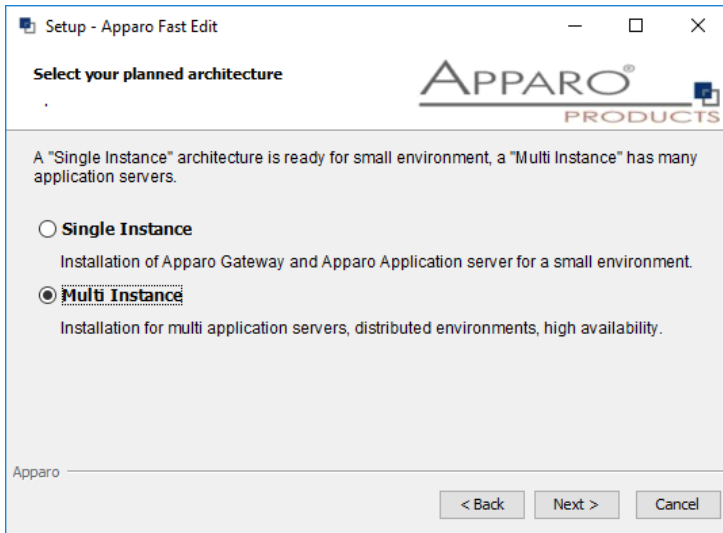 Setup - Apparo Fast Edit
Select your planned architecture
.
APPARO®
PRODUCTS
A "Single Instance" architecture is ready for small environment, a "Multi Instance" has many
application servers.
Single Instance
Installation of Apparo Gateway and Apparo Application server for a small environment.
Multi Instance
Installation for multi application servers, distributed environments, high availability.
Apparo
< Back
Next >
Cancel